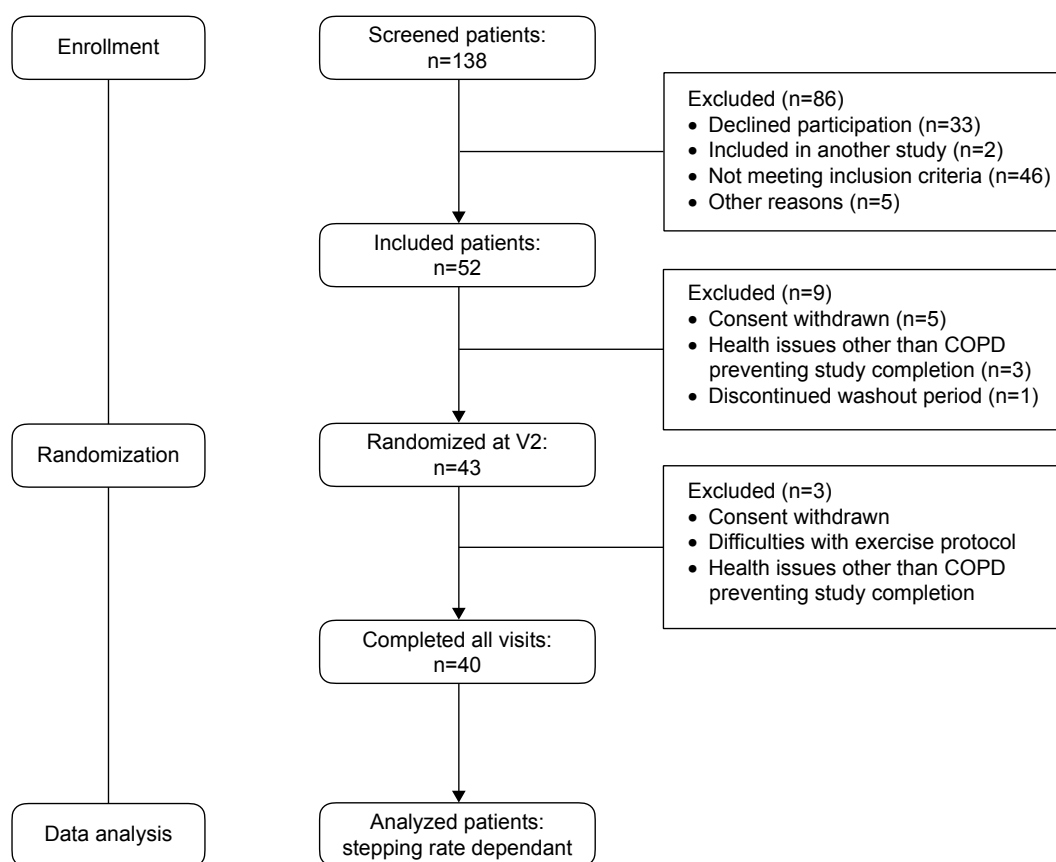 Enrollment
Screened patients:
n=138
Excluded (n=86)
• Declined participation (n=33)
• Included in another study (n=2)
• Not meeting inclusion criteria (n=46)
• Other reasons (n=5)
Included patients:
n=52
Excluded (n=9)
• Consent withdrawn (n=5)
• Health issues other than COPD
preventing study completion (n=3)
• Discontinued washout period (n=1)
Randomization
Randomized at V2:
n=43
Excluded (n=3)
• Consent withdrawn
• Difficulties with exercise protocol
• Health issues other than COPD
preventing study completion
Completed all visits:
n=40
Data analysis
Analyzed patients:
stepping rate dependant